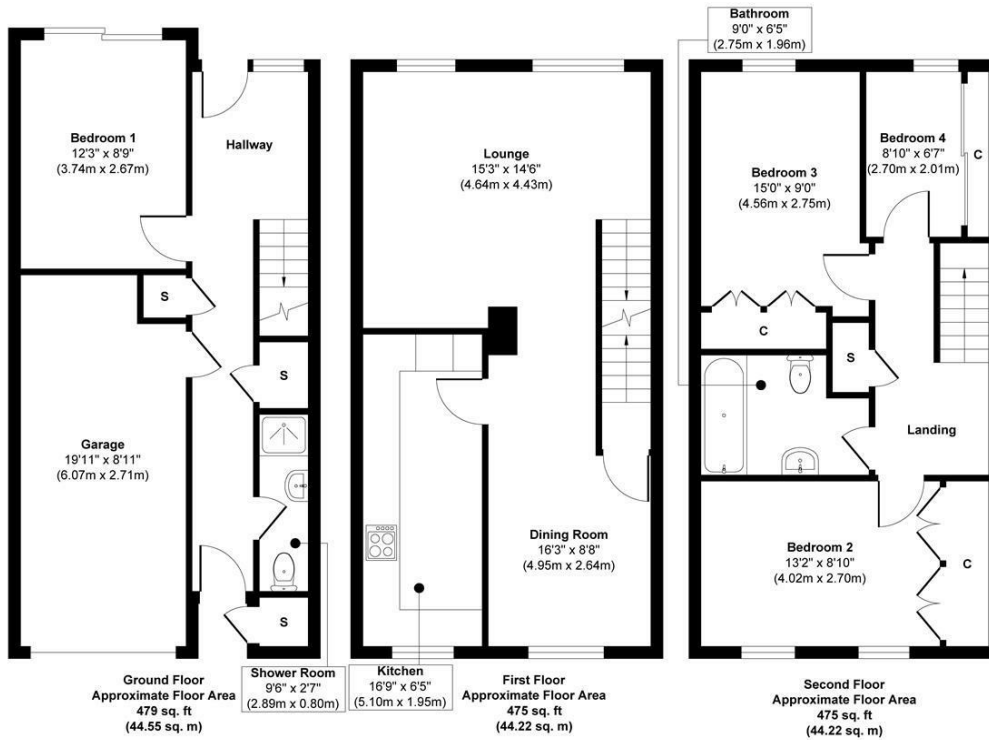 Bedroom 1
12'3" x 8'9"
(3.74m x 2.67m)
Hallway
S
S
Garage
19'11" x 8'11"
(6.07m x 2.71m)
S
Shower Room
9'6" x 2'7"
(2.89m x 0.80m)
Ground Floor
Approximate Floor Area
479 sq. ft
(44.55 sq. m)
Lounge
15'3" x 14'6"
(4.64m x 4.43m)
Dining Room
16'3" x 8'8"
(4.95m x 2.64m)
Kitchen
16'9" x 6'5"
(5.10m x 1.95m)
First Floor
Approximate Floor Area
475 sq. ft
(44.22 sq. m)
Bathroom
9'0" x 6'5"
(2.75m x 1.96m)
Bedroom 4
8'10" x 6'7"
(2.70m x 2.01m)
C
Bedroom 3
15'0" x 9'0"
(4.56m x 2.75m)
C
S
Landing
Bedroom 2
13'2" x 8'10"
(4.02m x 2.70m)
C
Second Floor
Approximate Floor Area
475 sq. ft
(44.22 sq. m)